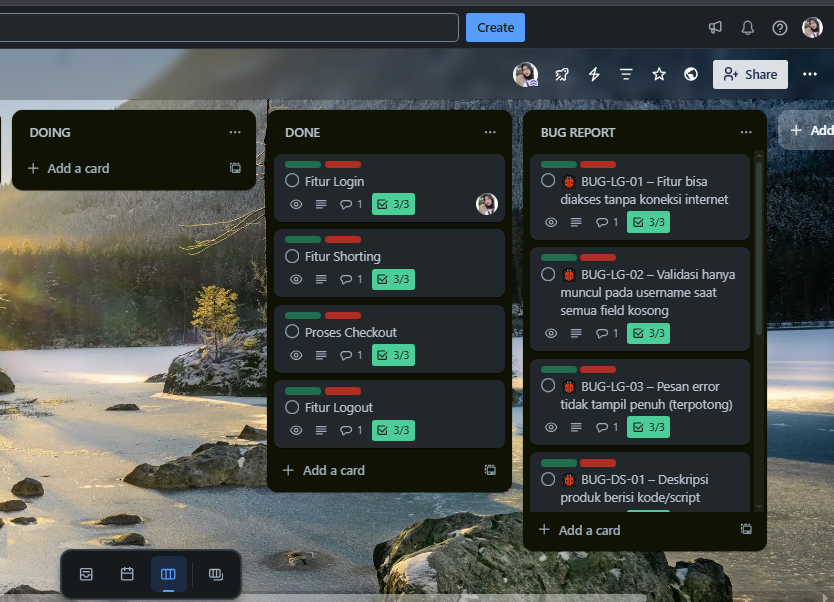 Create
Share
DOING
Add a card
DONE
Fitur Login
1
3/3
Fitur Shorting
1
3/3
Proses Checkout
1
3/3
Fitur Logout
1
3/3
Add a card
BUG REPORT
BUG-LG-01 – Fitur bisa
diakses tanpa koneksi internet
1
3/3
BUG-LG-02 – Validasi hanya
muncul pada username saat
semua field kosong
1
3/3
BUG-LG-03 – Pesan error
tidak tampil penuh (terpotong)
1
3/3
BUG-DS-01 – Deskripsi
produk berisi kode/script
Add a card
Add